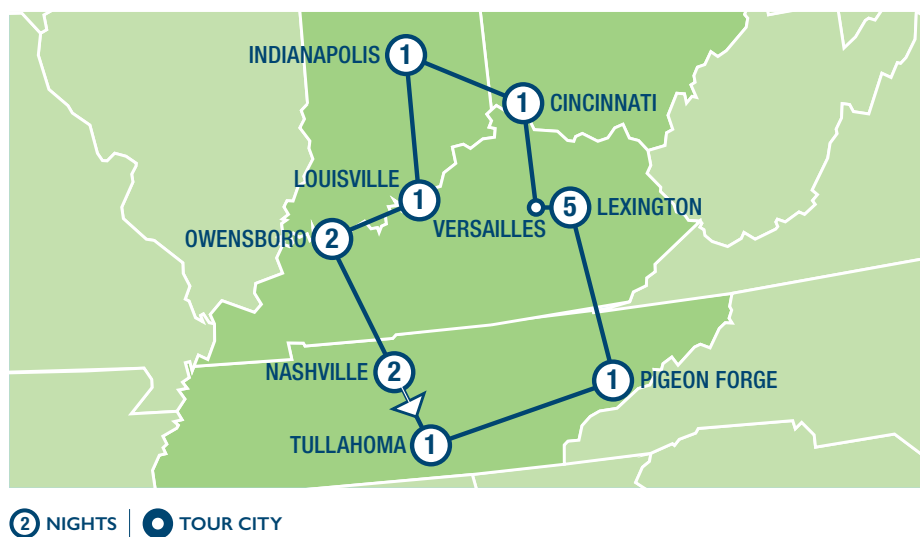 INDIANAPOLIS 1
1 CINCINNATI
LOUISVILLE
1
VERSAILLES
5 LEXINGTON
OWENSBORO 2
NASHVILLE 2
1 PIGEON FORGE
TULLAHOMA 1
2 NIGHTS
TOUR CITY